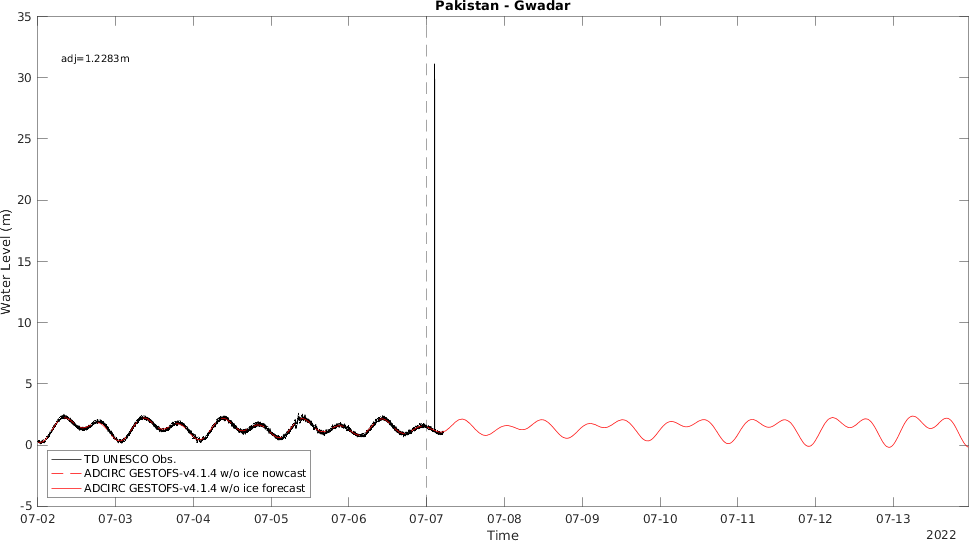 Pakistan - Gwadar
35
adj=1.2283m
30
25
20
15
10
5
0
-5
Water Level (m)
TD UNESCO Obs.
ADCIRC GESTOFS-v4.1.4 w/o ice nowcast
ADCIRC GESTOFS-v4.1.4 w/o ice forecast
07-02 07-03 07-04 07-05 07-06 07-07 07-08 07-09 07-10 07-11 07-12 07-13
Time
2022